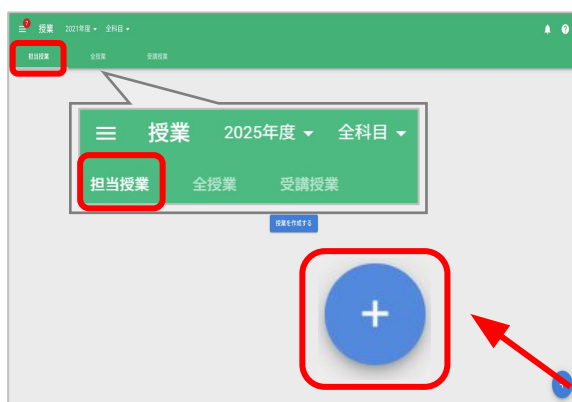 7
授業 2021年度 全科目
担当授業 全授業 受講授業
授業 2025年度 全科目
担当授業 全授業 受講授業
授業を作成する
+